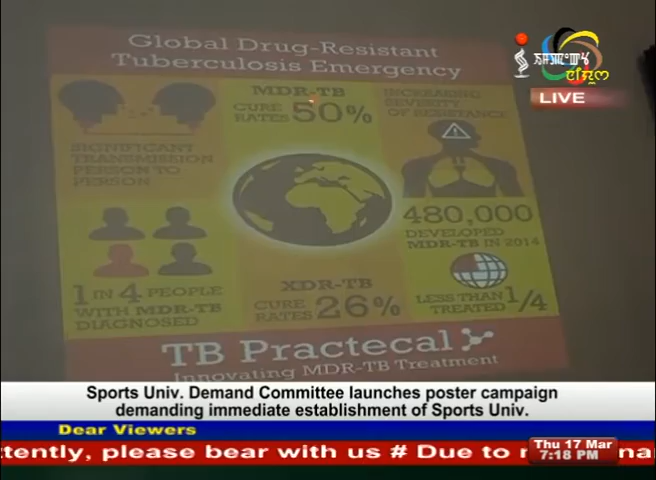 Global Drug-Resistant
Tuberculosis Emergency
MDR-TB
CURE
RATES 50%
INCREASING
SEVERITY
OF RESISTANCE
LIVE
SIGNIFICANT
TRANSMISSION
PERSON TO
PERSON
480,000
DEVELOPED
MDR-TB IN 2014
1 IN 4 PEOPLE
WITH MDR-TB
DIAGNOSED
XDR-TB
CURE
RATES 26%
LESS THAN 1/4
TREATED
TB Practecal
Innovating MDR-TB Treatment
Sports Univ. Demand Committee launches poster campaign
demanding immediate establishment of Sports Univ.
Dear Viewers
Thu 17 Mar
7:18 PM
ttently, please bear with us # Due to